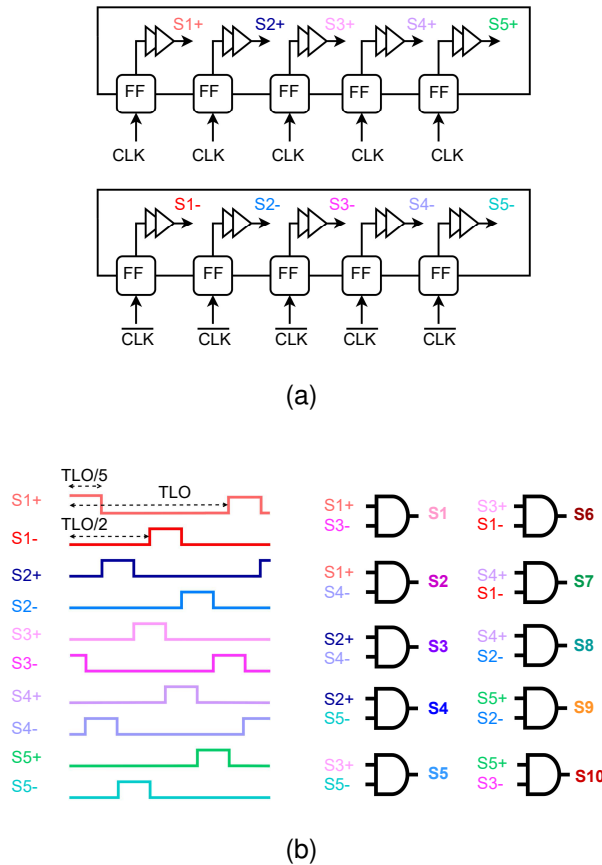 S1+ S2+ S3+ S4+ S5+
FF FF FF FF FF
CLK CLK CLK CLK CLK
S1- S2- S3- S4- S5-
FF FF FF FF FF
CLK CLK CLK CLK CLK
(a)
TLO/5
TLO
S1+
TLO/2
S1-
S2+
S2-
S3+
S3-
S4+
S4-
S5+
S5-
S1+ S3- S1
S3+ S1- S6
S1+ S4- S2
S4+ S1- S7
S2+ S4- S3
S4+ S2- S8
S2+ S5- S4
S5+ S2- S9
S3+ S5- S5
S5+ S3- S10
(b)